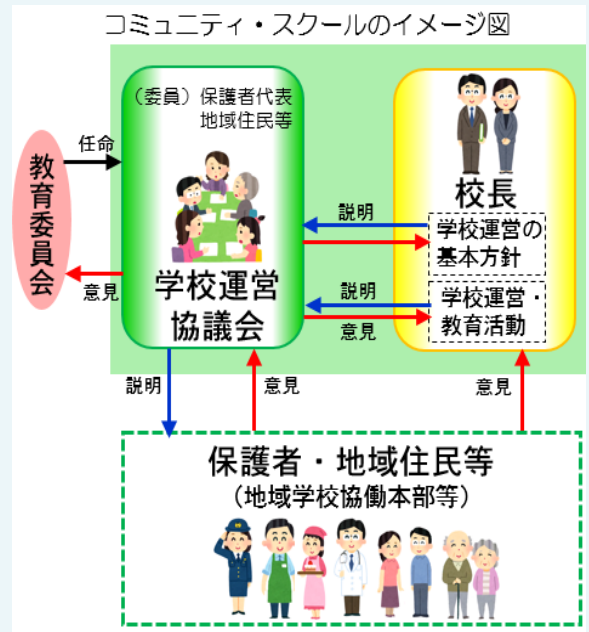 コミュニティ・スクールのイメージ図
（委員）保護者代表
地域住民等
教育委員会
任命
意見
学校運営
協議会
校長
説明
学校運営の
基本方針
説明
意見
学校運営・
教育活動
説明
意見
意見
保護者・地域住民等
（地域学校協働本部等）